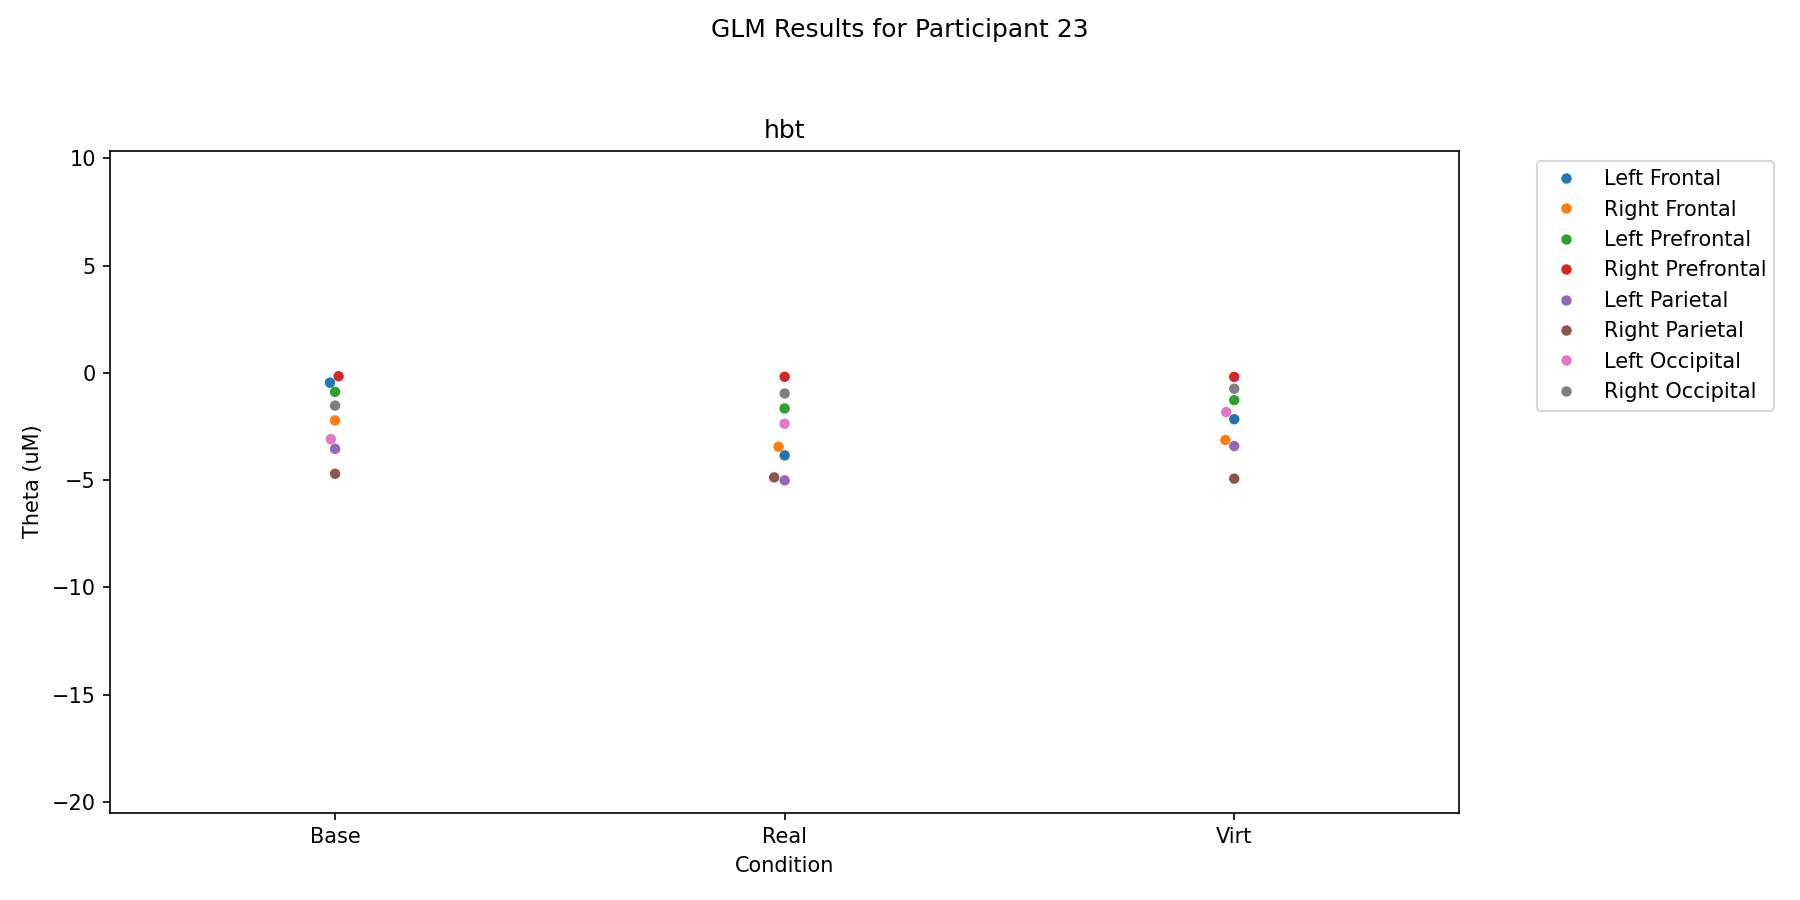 GLM Results for Participant 23
hbt
10
5
0
−5
−10
−15
−20
Theta (uM)
Base
Real
Virt
Condition
Left Frontal
Right Frontal
Left Prefrontal
Right Prefrontal
Left Parietal
Right Parietal
Left Occipital
Right Occipital